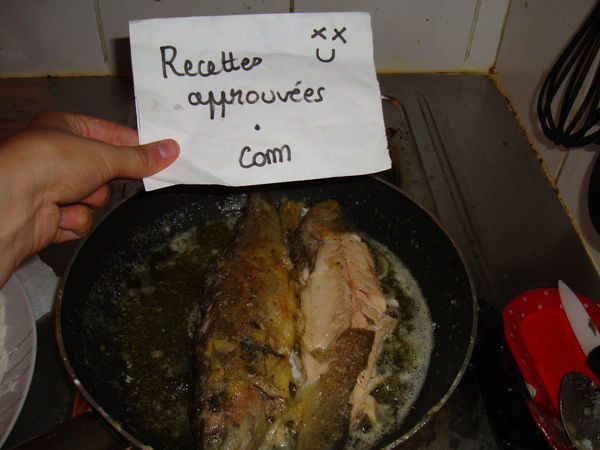 Recettes
approuvées
.
com